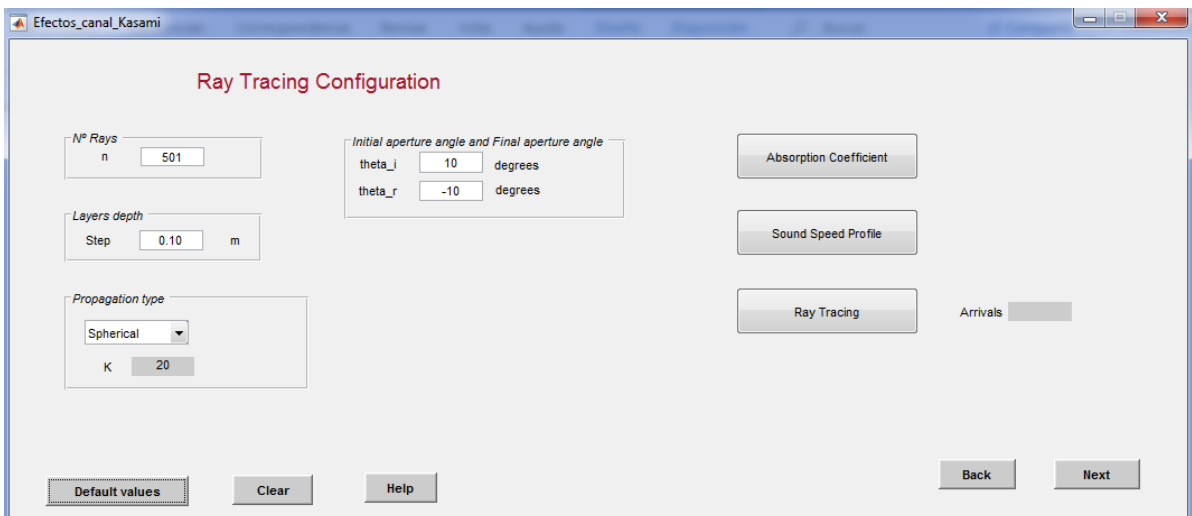 Efectos_canal_Kasami
Ray Tracing Configuration
Nº Rays
n 501
Initial aperture angle and Final aperture angle
theta_i 10 degrees
theta_r -10 degrees
Layers depth
Step 0.10 m
Propagation type
Spherical
K 20
Absorption Coefficient
Sound Speed Profile
Ray Tracing Arrivals
Default values Clear Help Back Next